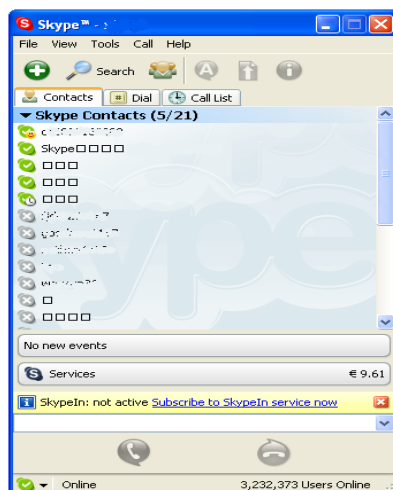 Skype™ -
File View Tools Call Help
Search
Contacts Dial Call List
Skype Contacts (5/21)
Skype□□□□
□□□
□□□
□□□
□
□□□□
No new events
Services € 9.61
SkypeIn: not active Subscribe to SkypeIn service now
Online 3,232,373 Users Online